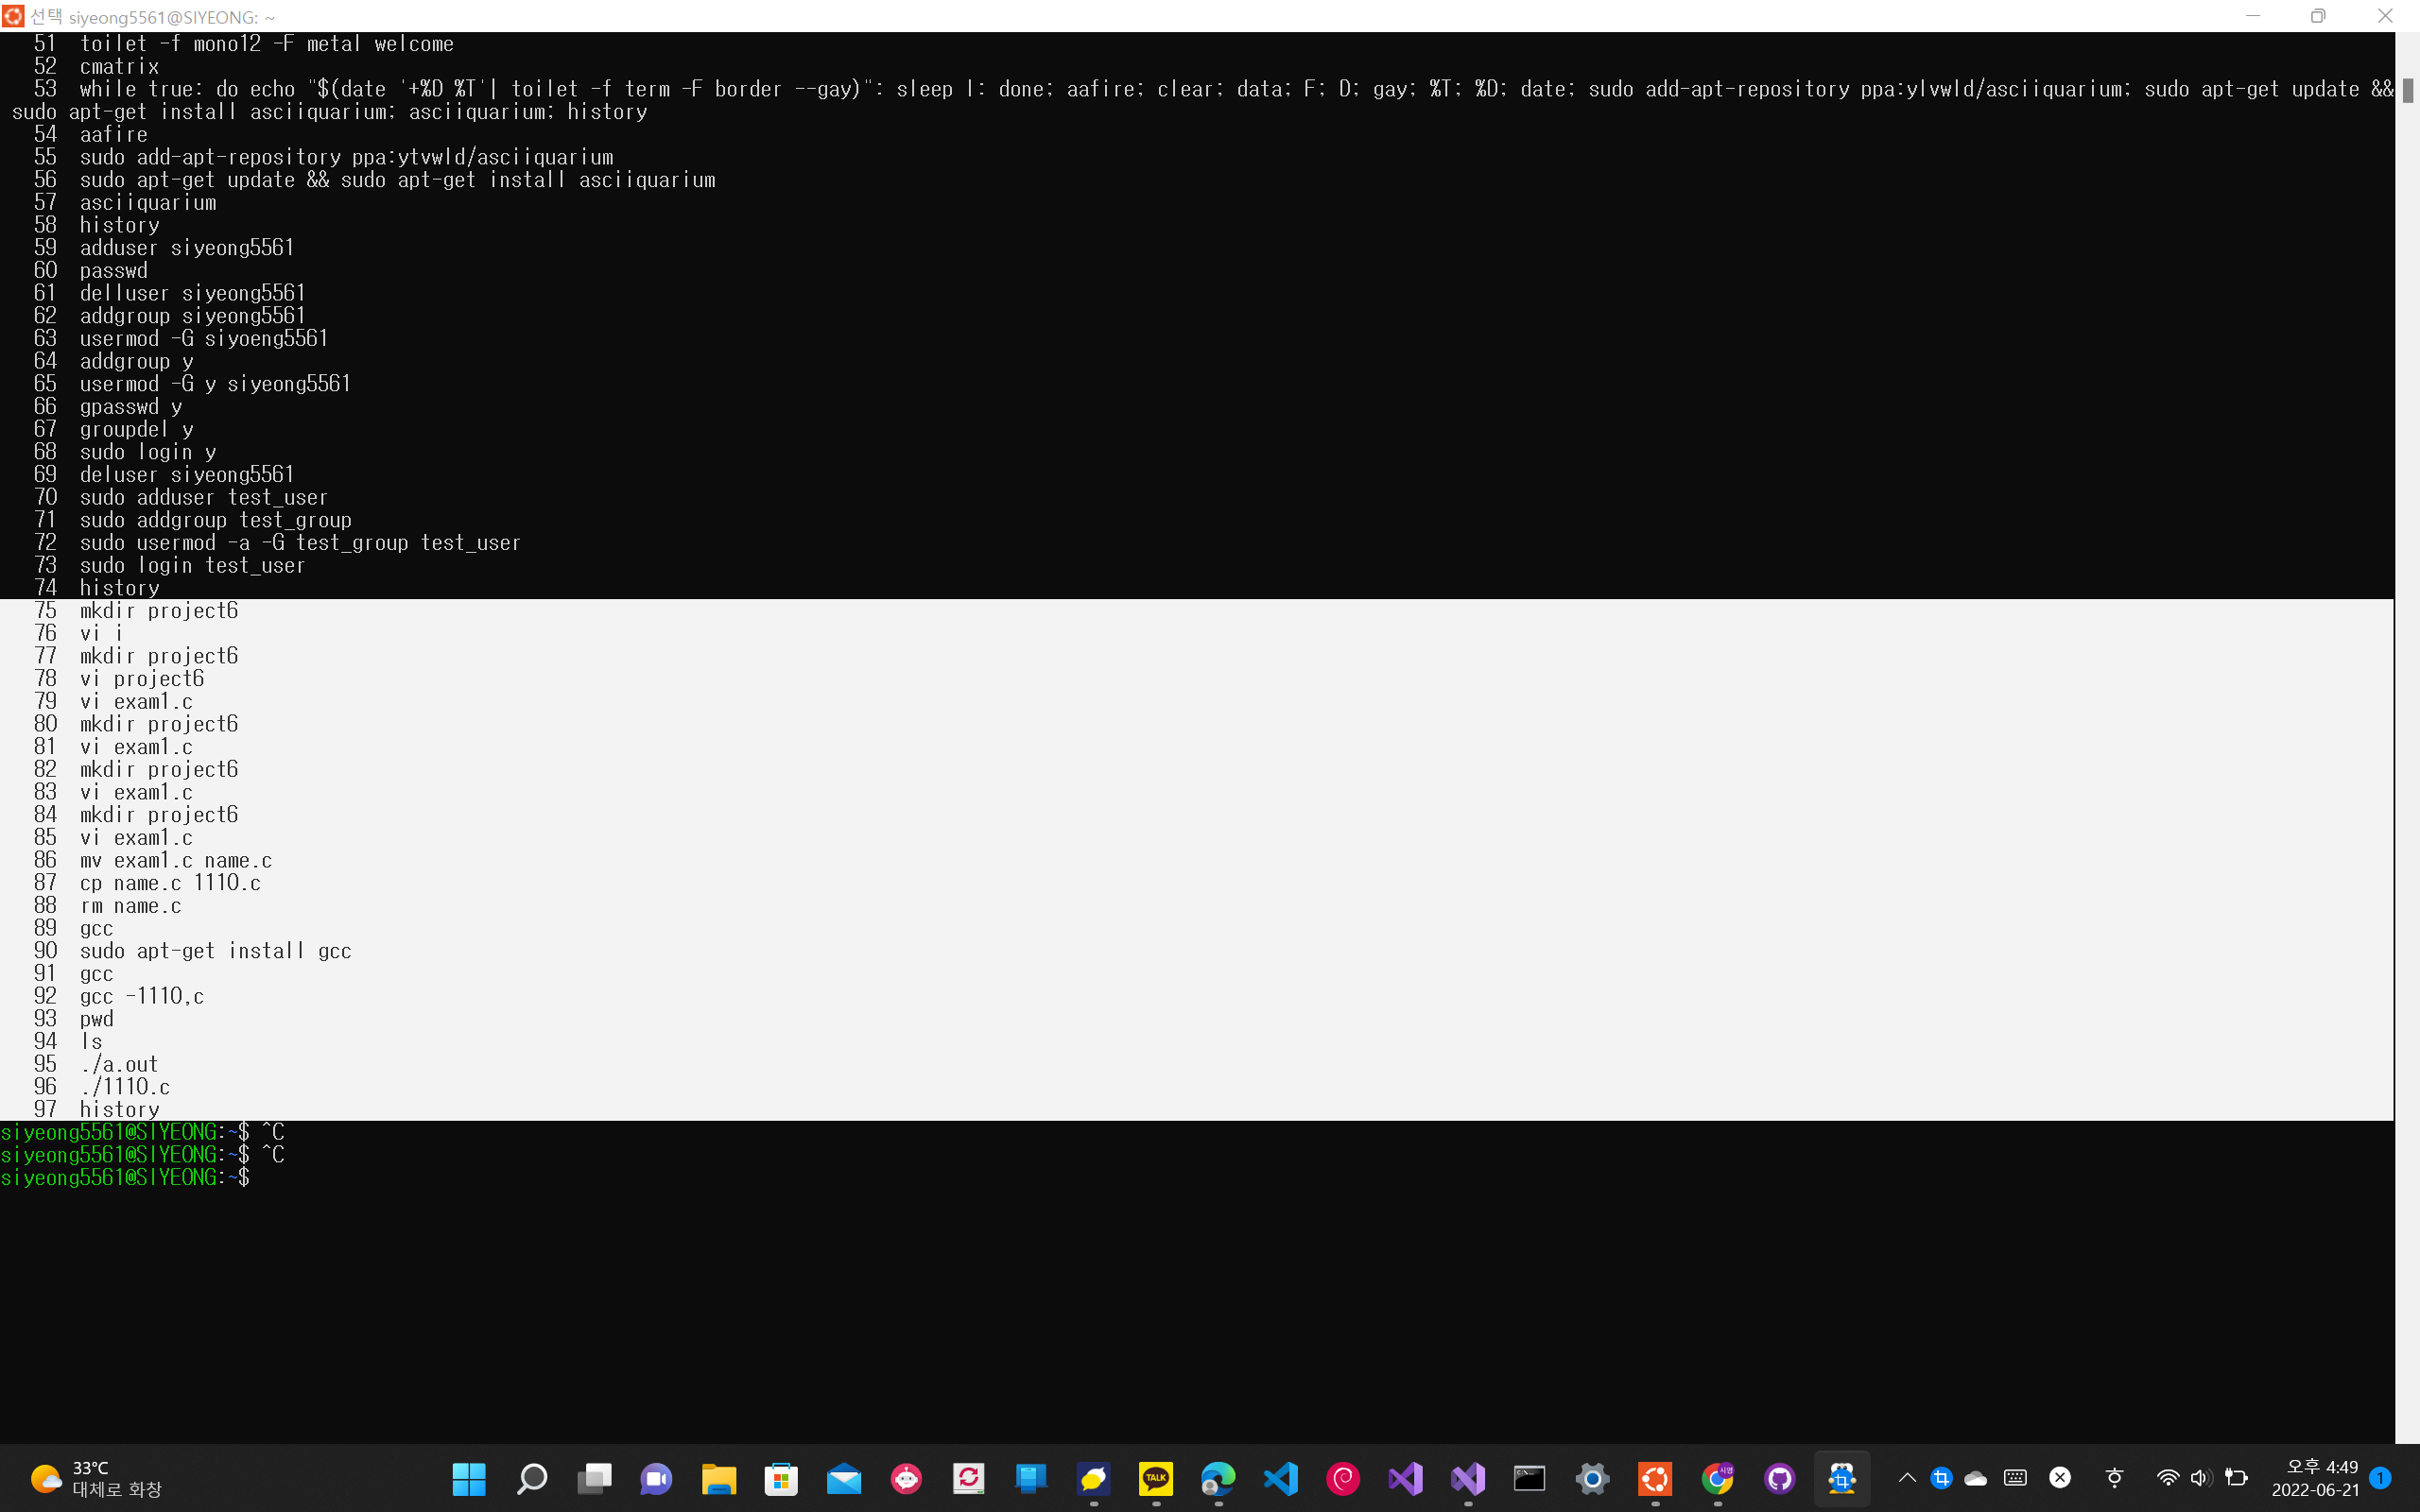 선택 siyeong5561@SIYEONG: ~
51 toilet -f mono12 -F metal welcome
52 cmatrix
53 while true: do echo "$(date '+%D %T'| toilet -f term -F border --gay)": sleep l: done; aafire; clear; data; F; D; gay; %T; %D; date; sudo add-apt-repository ppa:ylvwld/asciiquarium; sudo apt-get update &&
sudo apt-get install asciiquarium; asciiquarium; history
54 aafire
55 sudo add-apt-repository ppa:ytvwld/asciiquarium
56 sudo apt-get update && sudo apt-get install asciiquarium
57 asciiquarium
58 history
59 adduser siyeong5561
60 passwd
61 delluser siyeong5561
62 addgroup siyeong5561
63 usermod -G siyoeng5561
64 addgroup y
65 usermod -G y siyeong5561
66 gpasswd y
67 groupdel y
68 sudo login y
69 deluser siyeong5561
70 sudo adduser test_user
71 sudo addgroup test_group
72 sudo usermod -a -G test_group test_user
73 sudo login test_user
74 history
75 mkdir project6
76 vi i
77 mkdir project6
78 vi project6
79 vi exam1.c
80 mkdir project6
81 vi exam1.c
82 mkdir project6
83 vi exam1.c
84 mkdir project6
85 vi exam1.c
86 mv exam1.c name.c
87 cp name.c 1110.c
88 rm name.c
89 gcc
90 sudo apt-get install gcc
91 gcc
92 gcc -1110,c
93 pwd
94 ls
95 ./a.out
96 ./1110.c
97 history
siyeong5561@SIYEONG:~$ ^C
siyeong5561@SIYEONG:~$ ^C
siyeong5561@SIYEONG:~$
33°C
대체로 화창
TALK
시영
오후 4:49
2022-06-21
1